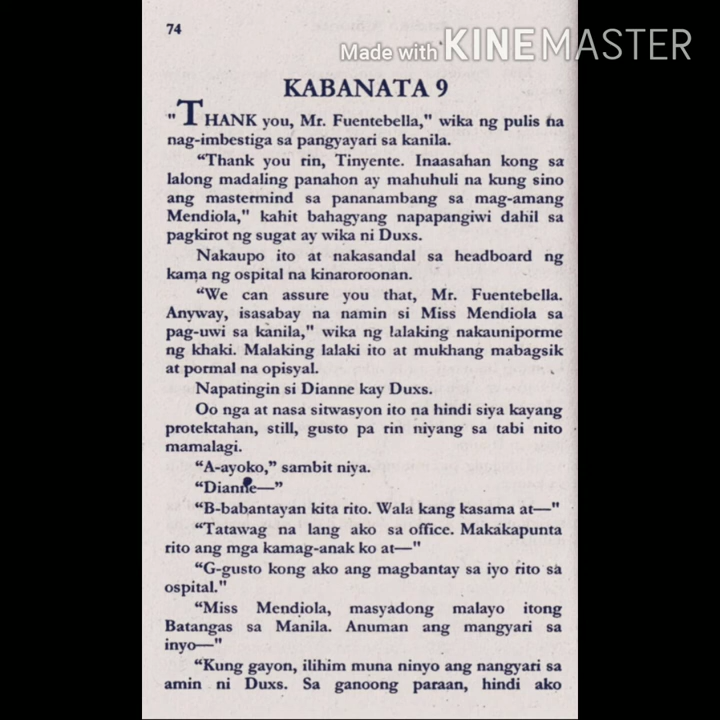 74
Made with KINEMASTER
KABANATA 9
"THANK you, Mr. Fuentebella," wika ng pulis na
nag-imbestiga sa pangyayari sa kanila.
“Thank you rin, Tinyente. Inaasahan kong sa
lalong madaling panahon ay mahuhuli na kung sino
ang mastermind sa pananambang sa mag-amang
Mendiola," kahit bahagyang napapangiwi dahil sa
pagkirot ng sugat ay wika ni Duxs.
Nakaupo ito at nakasandal sa headboard ng
kama ng ospital na kinaroroonan.
“We can assure you that, Mr. Fuentebella.
Anyway, isasabay na namin si Miss Mendiola sa
pag-uwi sa kanila," wika ng lalaking nakauniporme
ng khaki. Malaking lalaki ito at mukhang mabagsik
at pormal na opisyal.
Napatingin si Dianne kay Duxs.
Oo nga at nasa sitwasyon ito na hindi siya kayang
protektahan, still, gusto pa rin niyang sa tabi nito
mamalagi.
“A-ayoko,” sambit niya.
“Dianne—”
“B-babantayan kita rito. Wala kang kasama at—"
“Tatawag na lang ako sa office. Makakapunta
rito ang mga kamag-anak ko at—"
“G-gusto kong ako ang magbantay sa iyo rito sa
ospital."
“Miss Mendiola, masyadong malayo itong
Batangas sa Manila. Anuman ang mangyari sa
inyo—"
“Kung gayon, ilihim muna ninyo ang nangyari sa
amin ni Duxs. Sa ganoong paraan, hindi ako